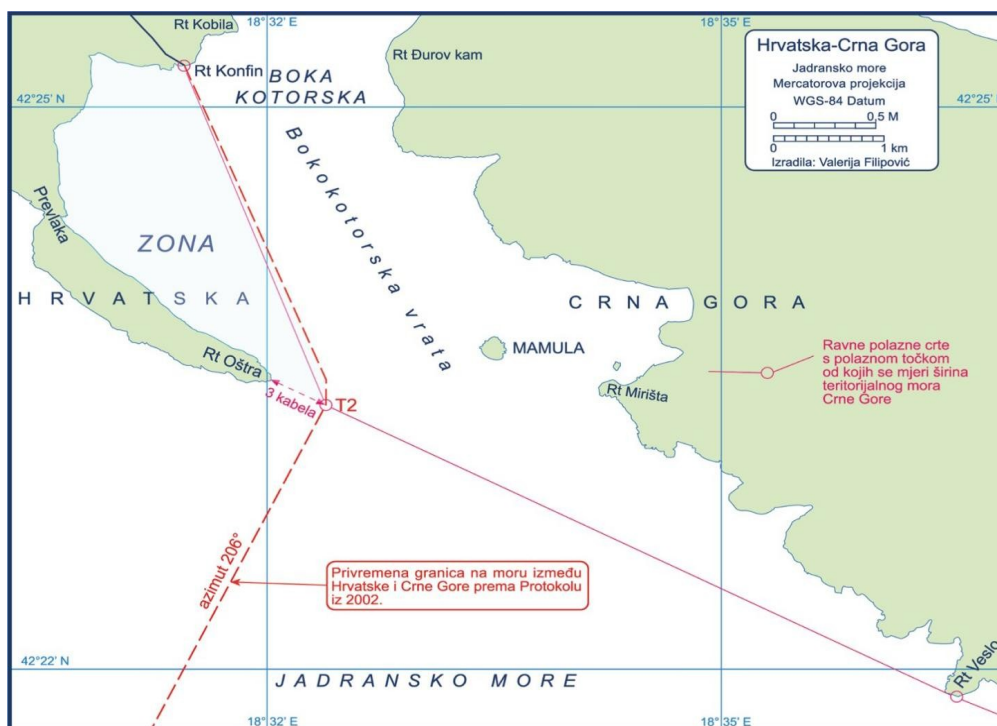 18°32' E
18°35' E
Rt Kobila
Rt Konfin
BOKA
KOTORSKA
Rt Đurov kam
42°25' N
42°25' N
Hrvatska-Crna Gora
Jadransko more
Mercatorova projekcija
WGS-84 Datum
0 0,5 M
0 1 km
Izradila: Valerija Filipović
Bokokotorska vrata
Prevlaka
ZONA
HRVATSKA
CRNA GORA
MAMULA
Rt Oštra
3 kabela
T2
Rt Mirišta
Ravne polazne crte
s polaznom točkom
od kojih se mjeri širina
teritorijalnog mora
Crne Gore
azimut 206°
Privremena granica na moru između
Hrvatske i Crne Gore prema Protokolu
iz 2002.
42°22' N
Rt Veslo
JADRANSKO MORE
18°32' E
18°35' E